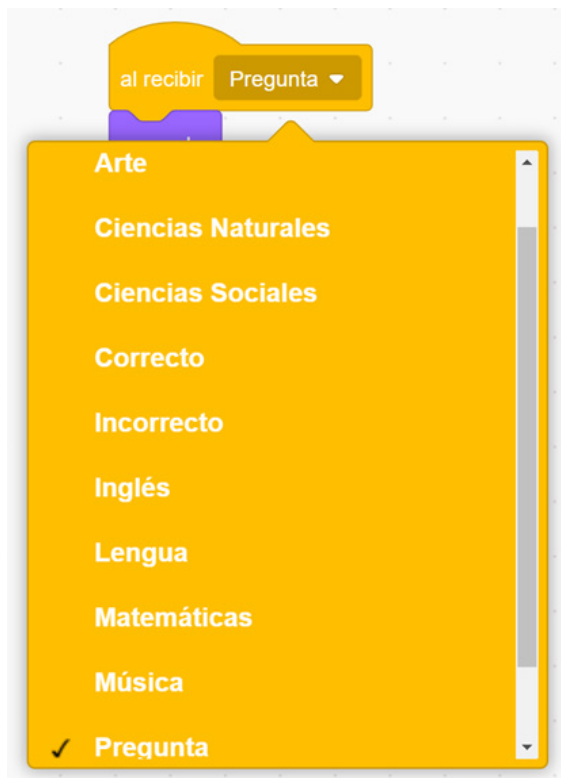 al recibir Pregunta
Arte
Ciencias Naturales
Ciencias Sociales
Correcto
Incorrecto
Inglés
Lengua
Matemáticas
Música
Pregunta